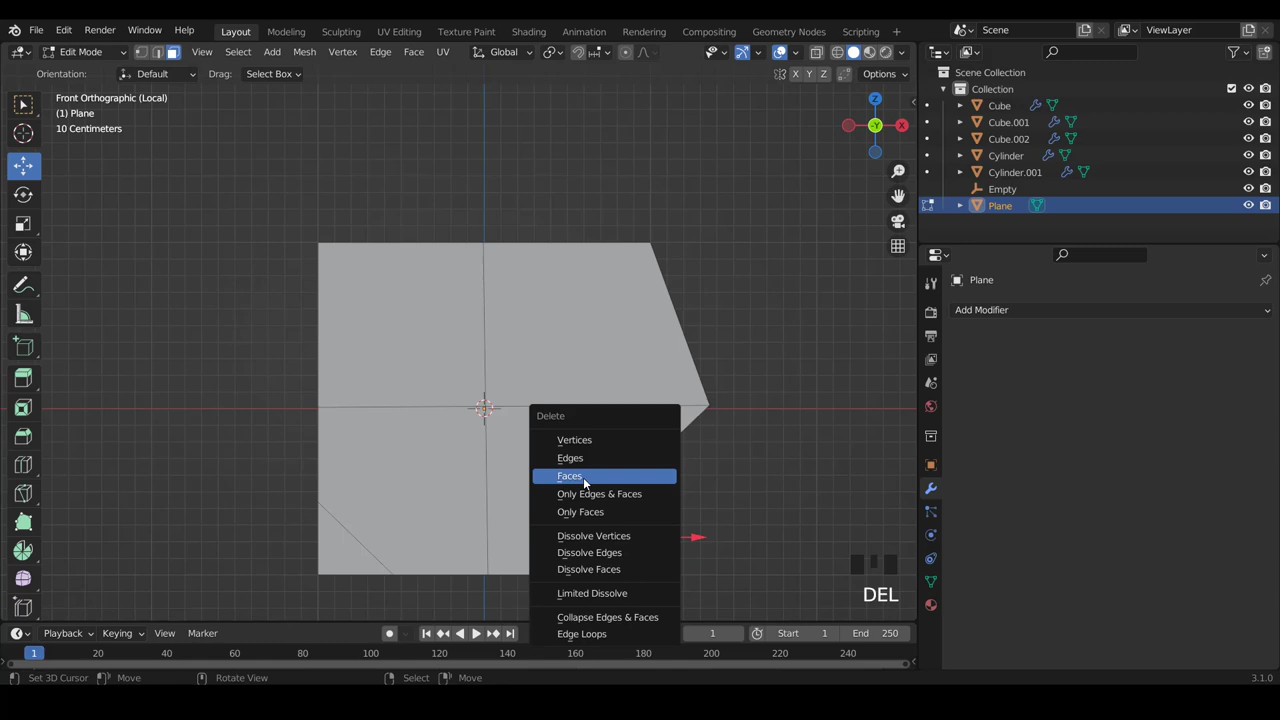 File Edit Render Window Help Layout Modeling Sculpting UV Editing Texture Paint Shading Animation Rendering Compositing Geometry Nodes Scripting Scene ViewLayer
Edit Mode View Select Add Mesh Vertex Edge Face UV Global
Orientation: Default Drag: Select Box X Y Z Options
Front Orthographic (Local)
(1) Plane
10 Centimeters
Z
X
-Y
Scene Collection
Collection
Cube
Cube.001
Cube.002
Cylinder
Cylinder.001
Empty
Plane
Plane
Add Modifier
Delete
Vertices
Edges
Faces
Only Edges & Faces
Only Faces
Dissolve Vertices
Dissolve Edges
Dissolve Faces
Limited Dissolve
Collapse Edges & Faces
Edge Loops
DEL
Playback Keying View Marker 1 Start 1 End 250
1 20 40 60 80 100 120 140 160 180 200 220 240
Set 3D Cursor Move Rotate View Select Move 3.1.0